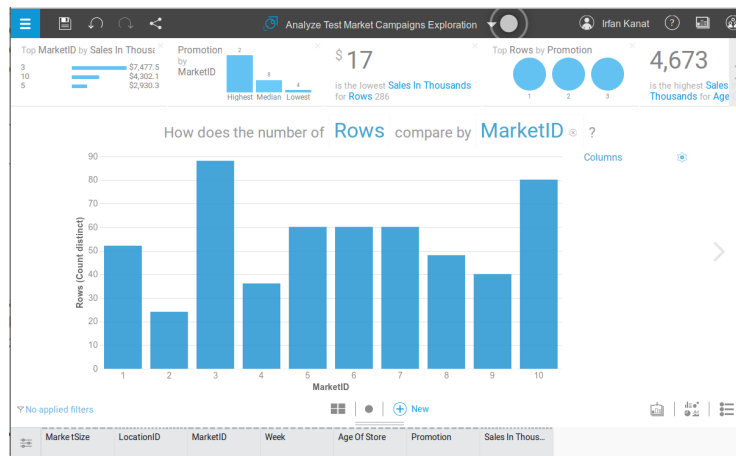 Analyze Test Market Campaigns Exploration
Irfan Kanat
?
Top MarketID by Sales In Thousa
3 $7,477.5
10 $4,302.1
5 $2,930.3
Promotion
by
MarketID
2
8
4
Highest Median Lowest
$ 17
is the lowest Sales In Thousands
for Rows 286
Top Rows by Promotion
1 2 3
4,673
is the highest Sales
Thousands for Age
How does the number of Rows compare by MarketID ?
Columns
90
80
70
60
50
40
30
20
10
0
Rows (Count distinct)
1 2 3 4 5 6 7 8 9 10
MarketID
No applied filters
New
MarketSize LocationID MarketID Week Age Of Store Promotion Sales In Thous...